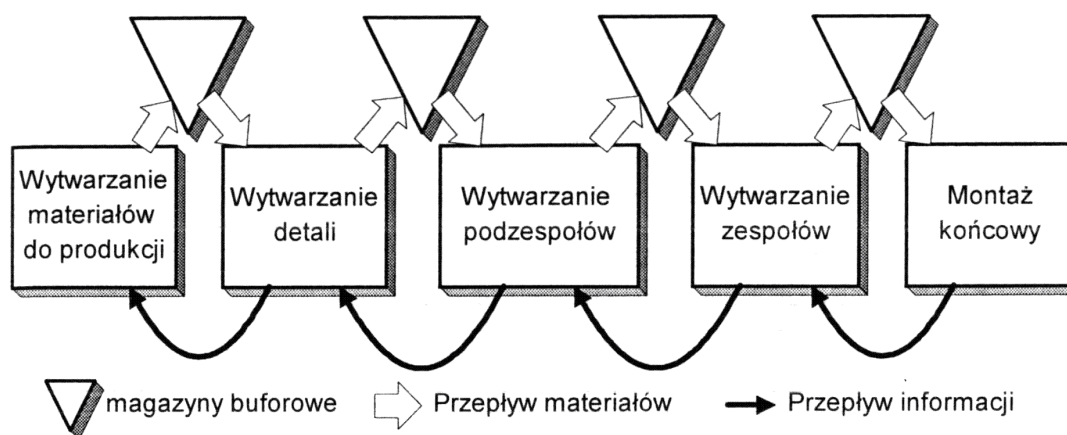 Wytwarzanie
materiałów
do produkcji
Wytwarzanie
detali
Wytwarzanie
podzespołów
Wytwarzanie
zespołów
Montaż
końcowy
magazyny buforowe
Przepływ materiałów
Przepływ informacji